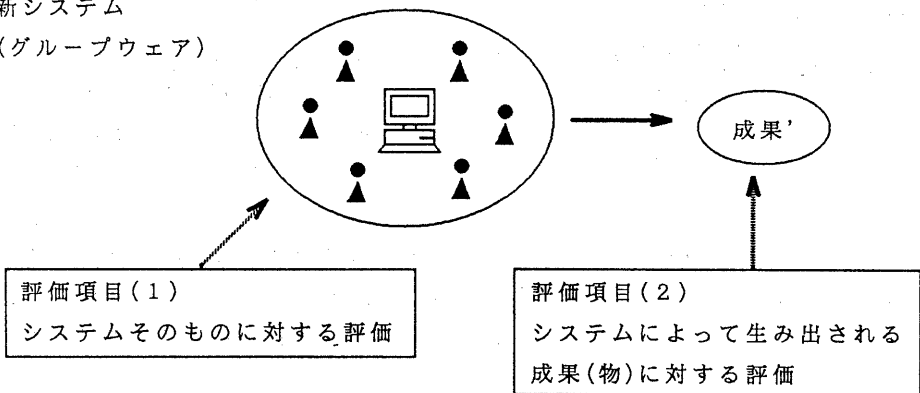 新システム
(グループウェア)
成果’
評価項目(1)
システムそのものに対する評価
評価項目(2)
システムによって生み出される
成果(物)に対する評価